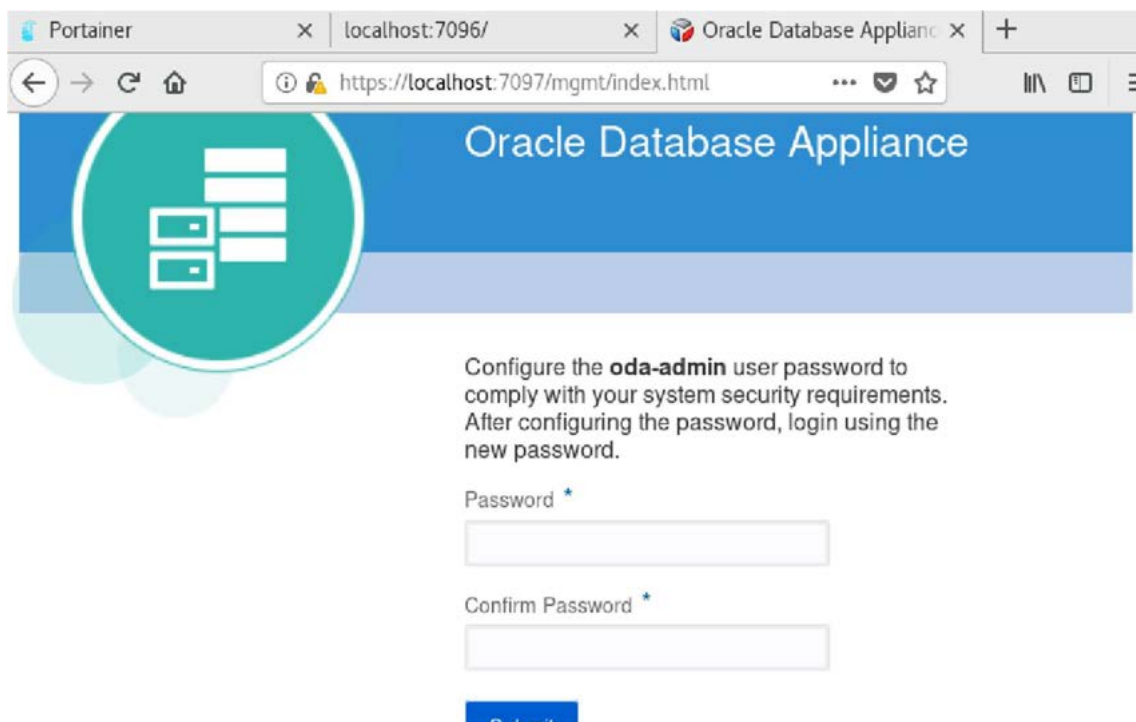 Portainer
localhost:7096/
Oracle Database Applianc
https://localhost:7097/mgmt/index.html
Oracle Database Appliance
Configure the oda-admin user password to
comply with your system security requirements.
After configuring the password, login using the
new password.
Password *
Confirm Password *
Submit